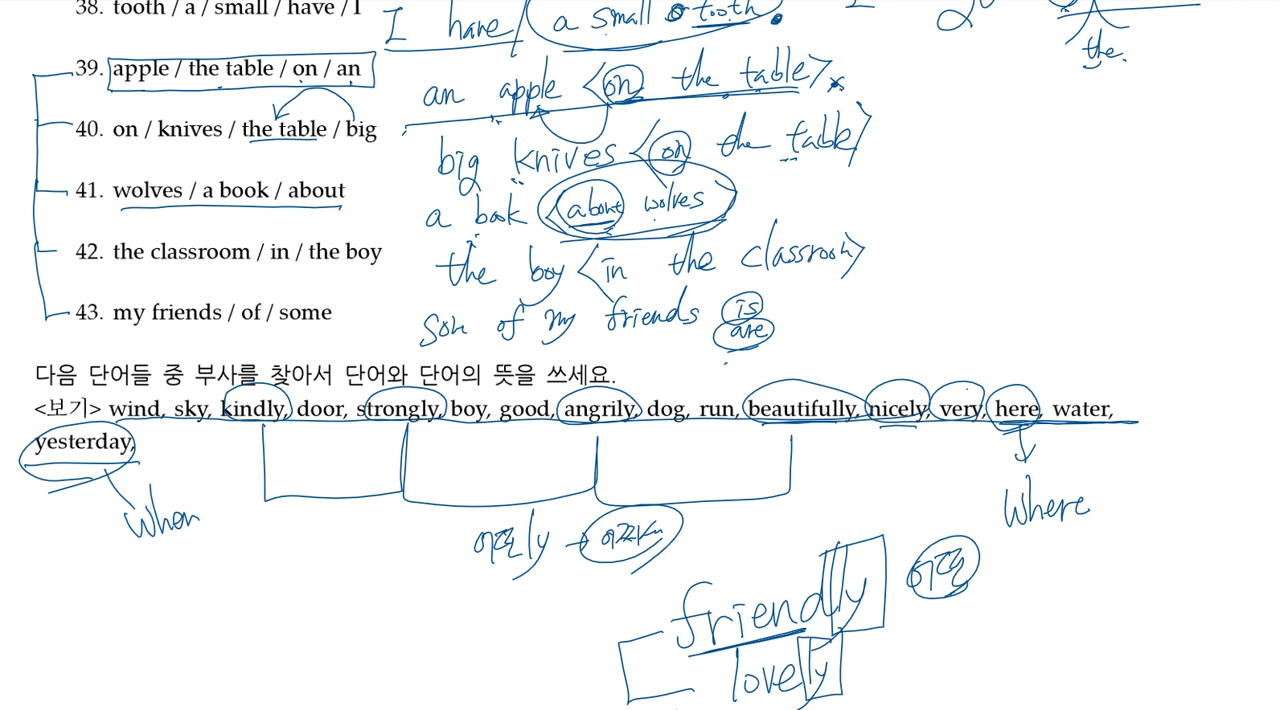 38. tooth / a / small / have / I
I have a small tooth.
the.
39. apple / the table / on / an
an apple <on the table>
40. on / knives / the table / big
big knives <on the table>
41. wolves / a book / about
a book <about wolves>
42. the classroom / in / the boy
the boy <in the classroom>
43. my friends / of / some
som of my friends is
are
다음 단어들 중 부사를 찾아서 단어와 단어의 뜻을 쓰세요.
<보기> wind, sky, kindly, door, strongly, boy, good, angrily, dog, run, beautifully, nicely, very, here, water,
yesterday,
when
where
ly →
friendly
lovely